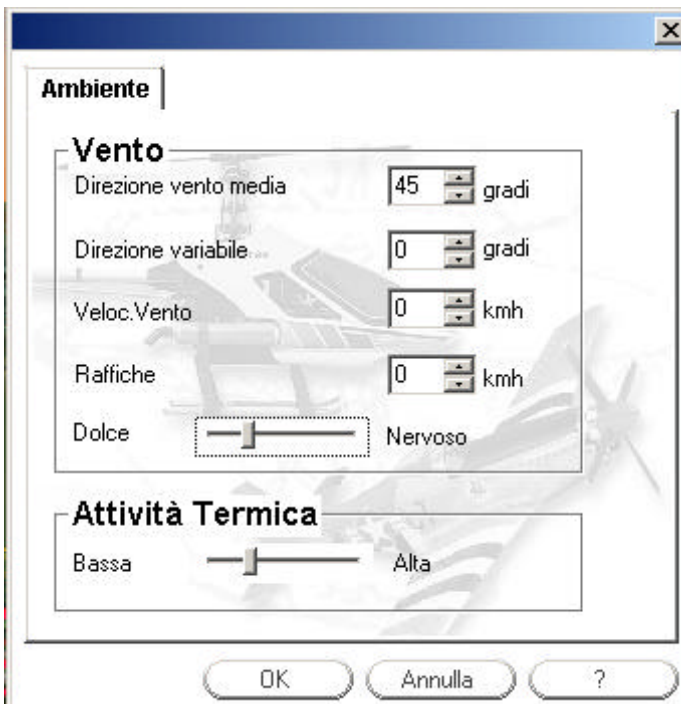 Ambiente
Vento
Direzione vento media 45 gradi
Direzione variabile 0 gradi
Veloc.Vento 0 kmh
Raffiche 0 kmh
Dolce Nervoso
Attività Termica
Bassa Alta
OK Annulla ?